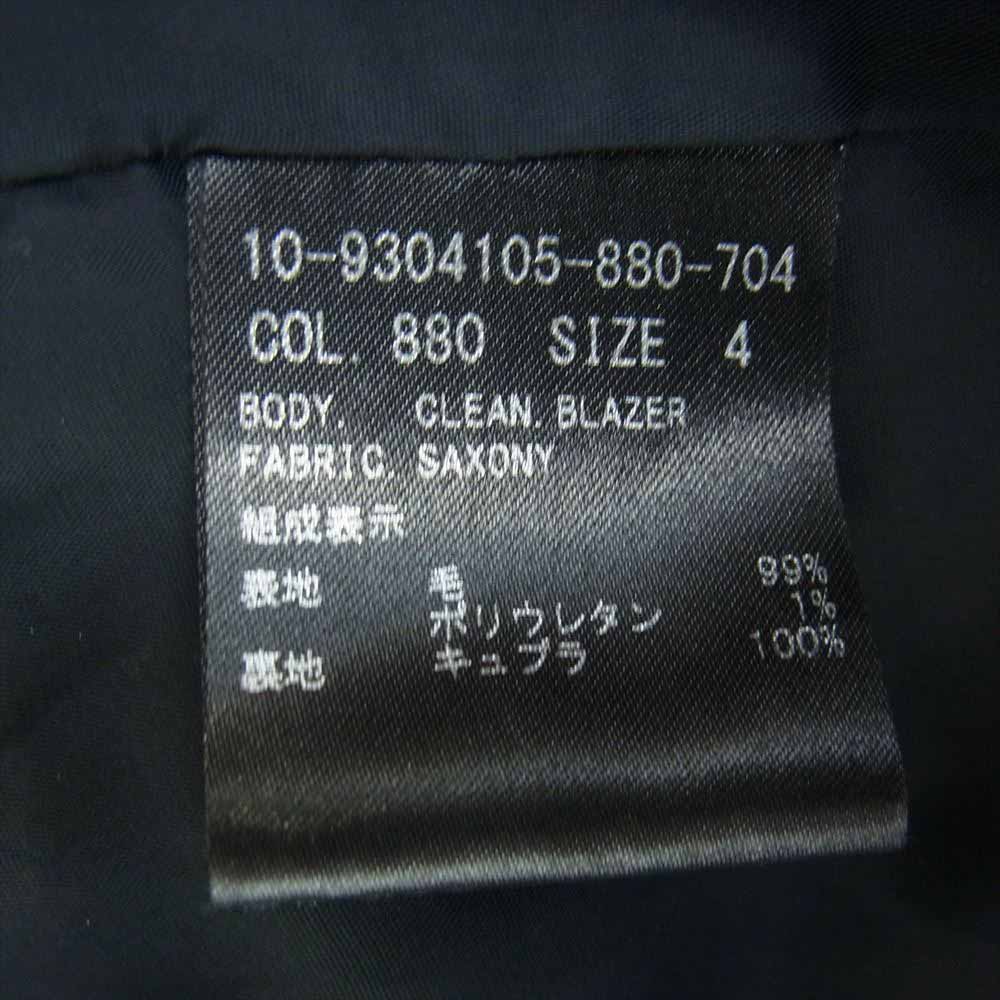 10-9304105-880-704
COL. 880 SIZE 4
BODY. CLEAN.BLAZER
FABRIC. SAXONY
組成表示
表地 毛 99%
ポリウレタン 1%
裏地 キュプラ 100%